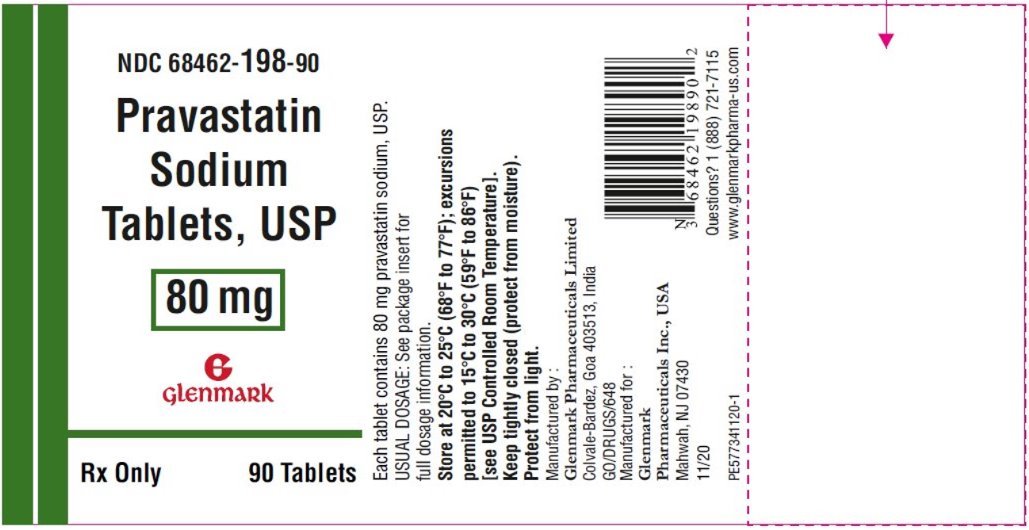 NDC 68462-198-90
Pravastatin
Sodium
Tablets, USP
80 mg
G
glenmark
Rx Only 90 Tablets
Each tablet contains 80 mg pravastatin sodium, USP.
USUAL DOSAGE: See package insert for
full dosage information.
Store at 20°C to 25°C (68°F to 77°F); excursions
permitted to 15°C to 30°C (59°F to 86°F)
[see USP Controlled Room Temperature].
Keep tightly closed (protect from moisture).
Protect from light.
Manufactured by :
Glenmark Pharmaceuticals Limited
Colvale-Bardez, Goa 403513, India
GO/DRUGS/648
Manufactured for :
Glenmark
Pharmaceuticals Inc., USA
Mahwah, NJ 07430
11/20
N
3 68462 19890 2
Questions? 1 (888) 721-7115
www.glenmarkpharma-us.com
PE577341120-1